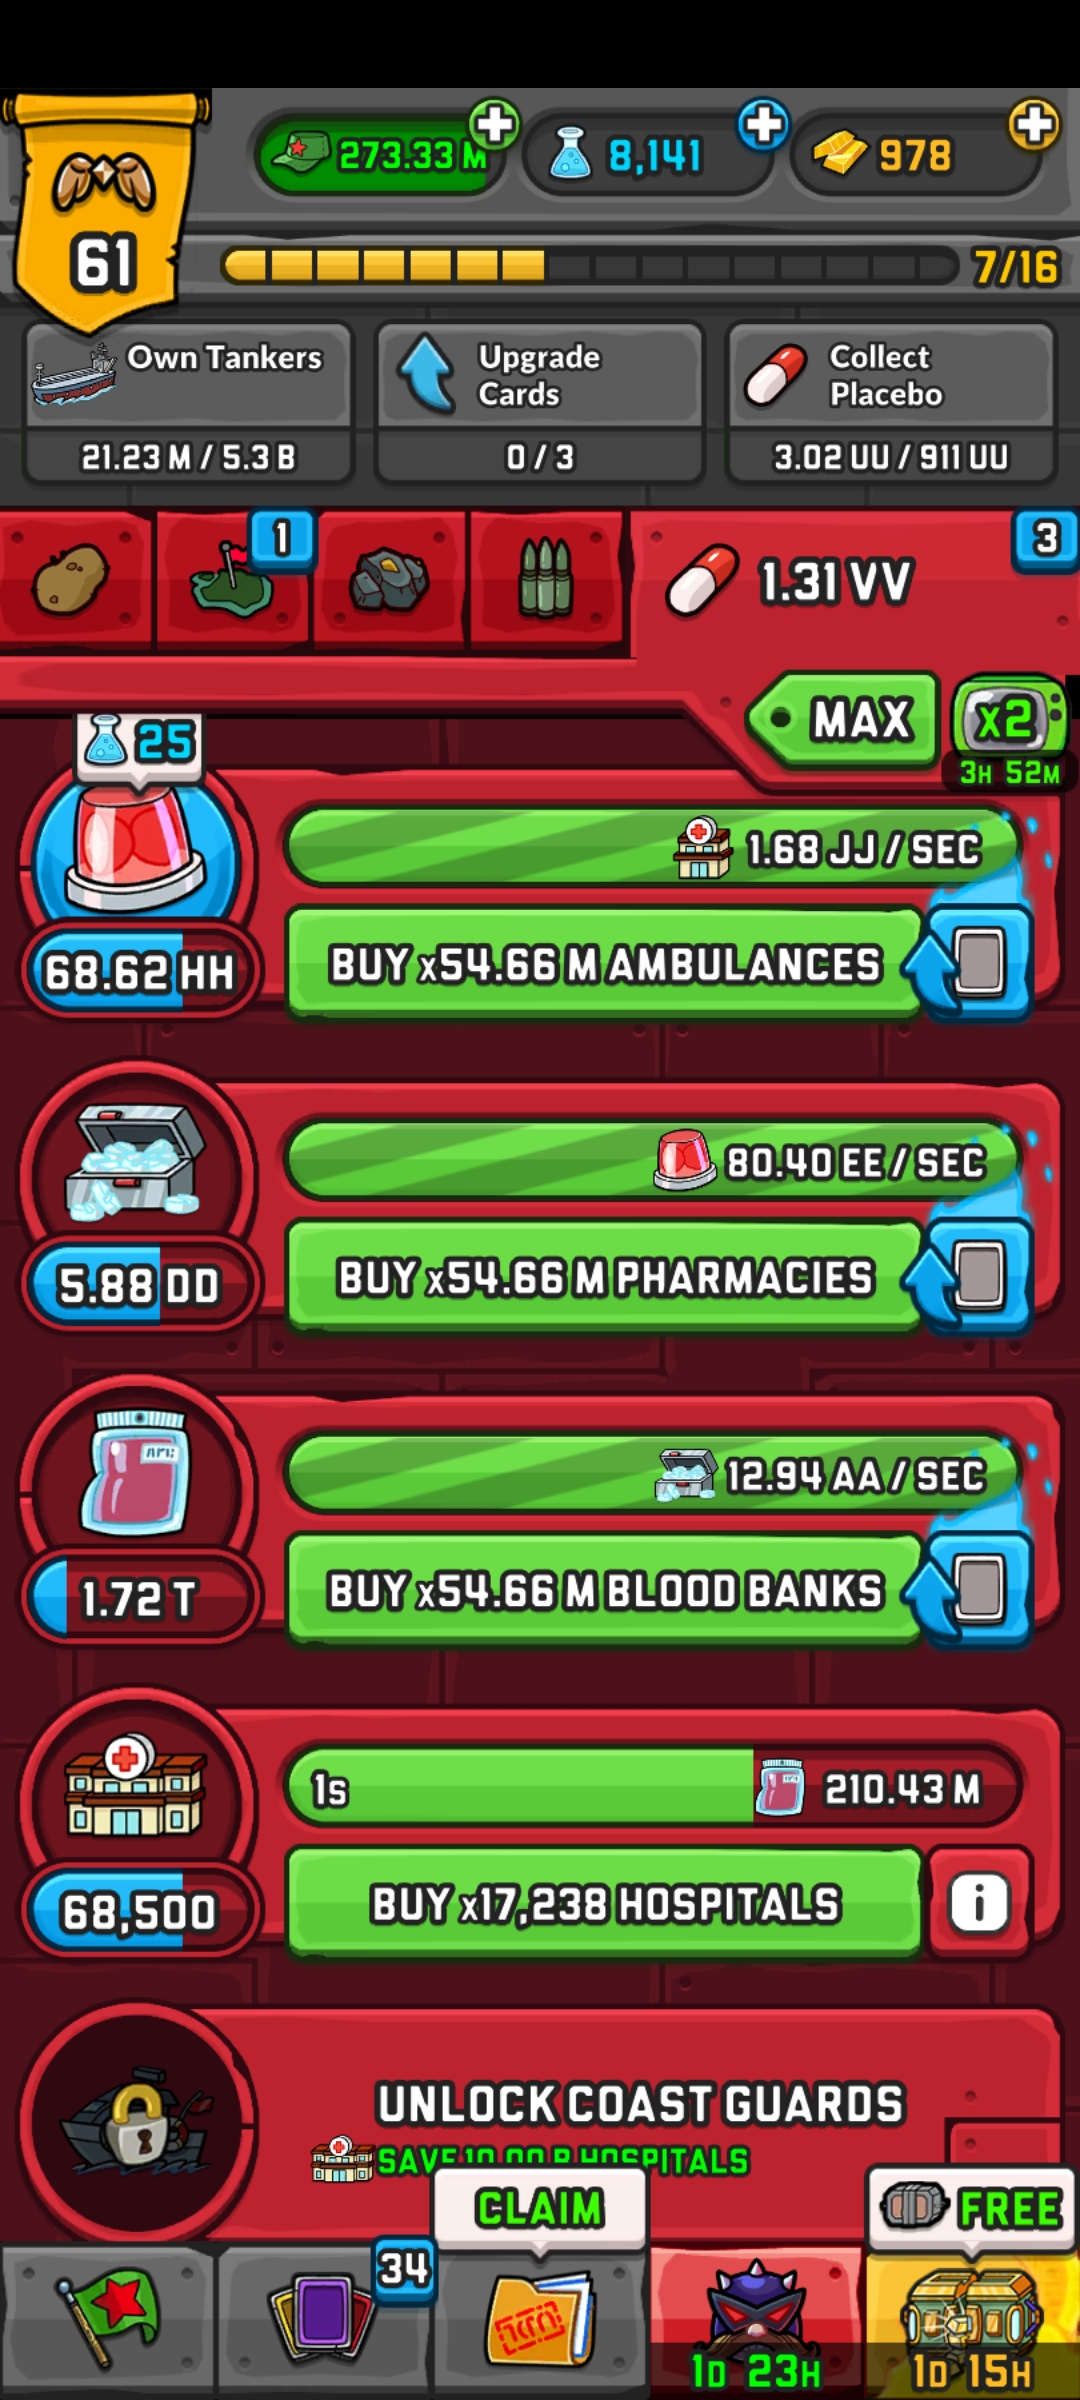 273.33 M
8,141
978
61
7/16
Own Tankers
21.23 M / 5.3 B
Upgrade
Cards
0 / 3
Collect
Placebo
3.02 UU / 911 UU
1
1.31 VV
3
MAX
x2
3H 52M
25
1.68 JJ / SEC
68.62 HH
BUY x54.66 M AMBULANCES
80.40 EE / SEC
5.88 DD
BUY x54.66 M PHARMACIES
12.94 AA / SEC
1.72 T
BUY x54.66 M BLOOD BANKS
1s
210.43 M
68,500
BUY x17,238 HOSPITALS
i
UNLOCK COAST GUARDS
SAVE 10.00 B HOSPITALS
CLAIM
FREE
34
1D 23H
1D 15H